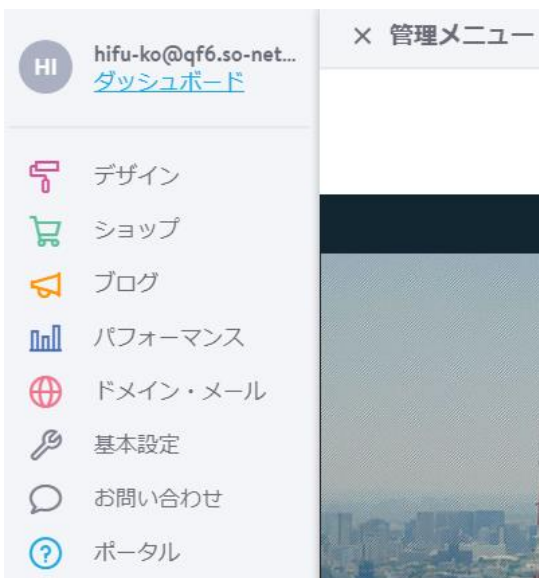 HI
hifu-ko@qf6.so-net...
ダッシュボード
× 管理メニュー
デザイン
ショップ
ブログ
パフォーマンス
ドメイン・メール
基本設定
お問い合わせ
? ポータル